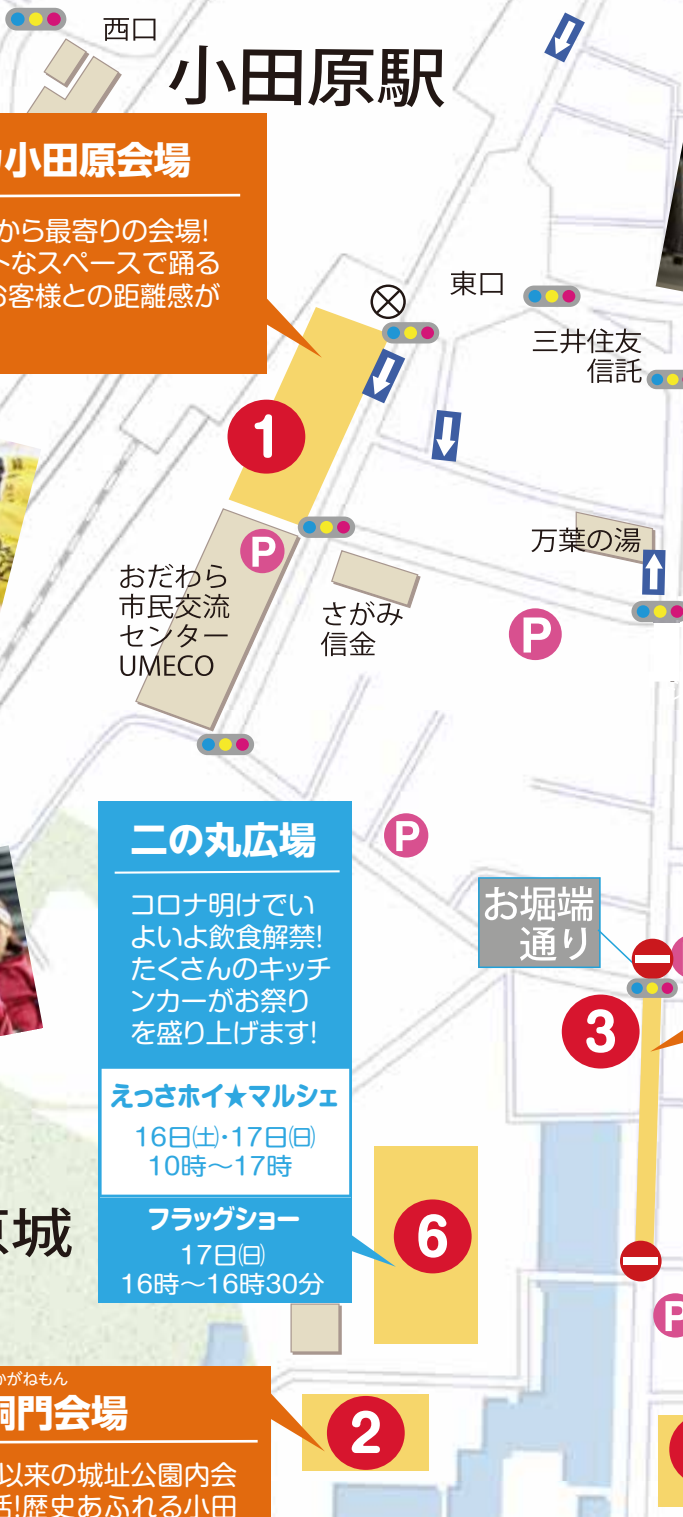 西口
小田原駅
小田原会場
から最寄りの会場!
トなスペースで踊る
お客様との距離感が
東口
三井住友
信託
1
P
万葉の湯
おだわら
市民交流
センター
UMECO
さがみ
信金
P
二の丸広場
コロナ明けでい
よいよ飲食解禁!
たくさんのキッチ
ンカーがお祭り
を盛り上げます!
えっさホイ★マルシェ
16日(土)・17日(日)
10時～17時
フラッグショー
17日(日)
16時～16時30分
P
お堀端
通り
3
6
城
P
かがねもん
門会場
以来の城址公園内会
活!歴史あふれる小田
2